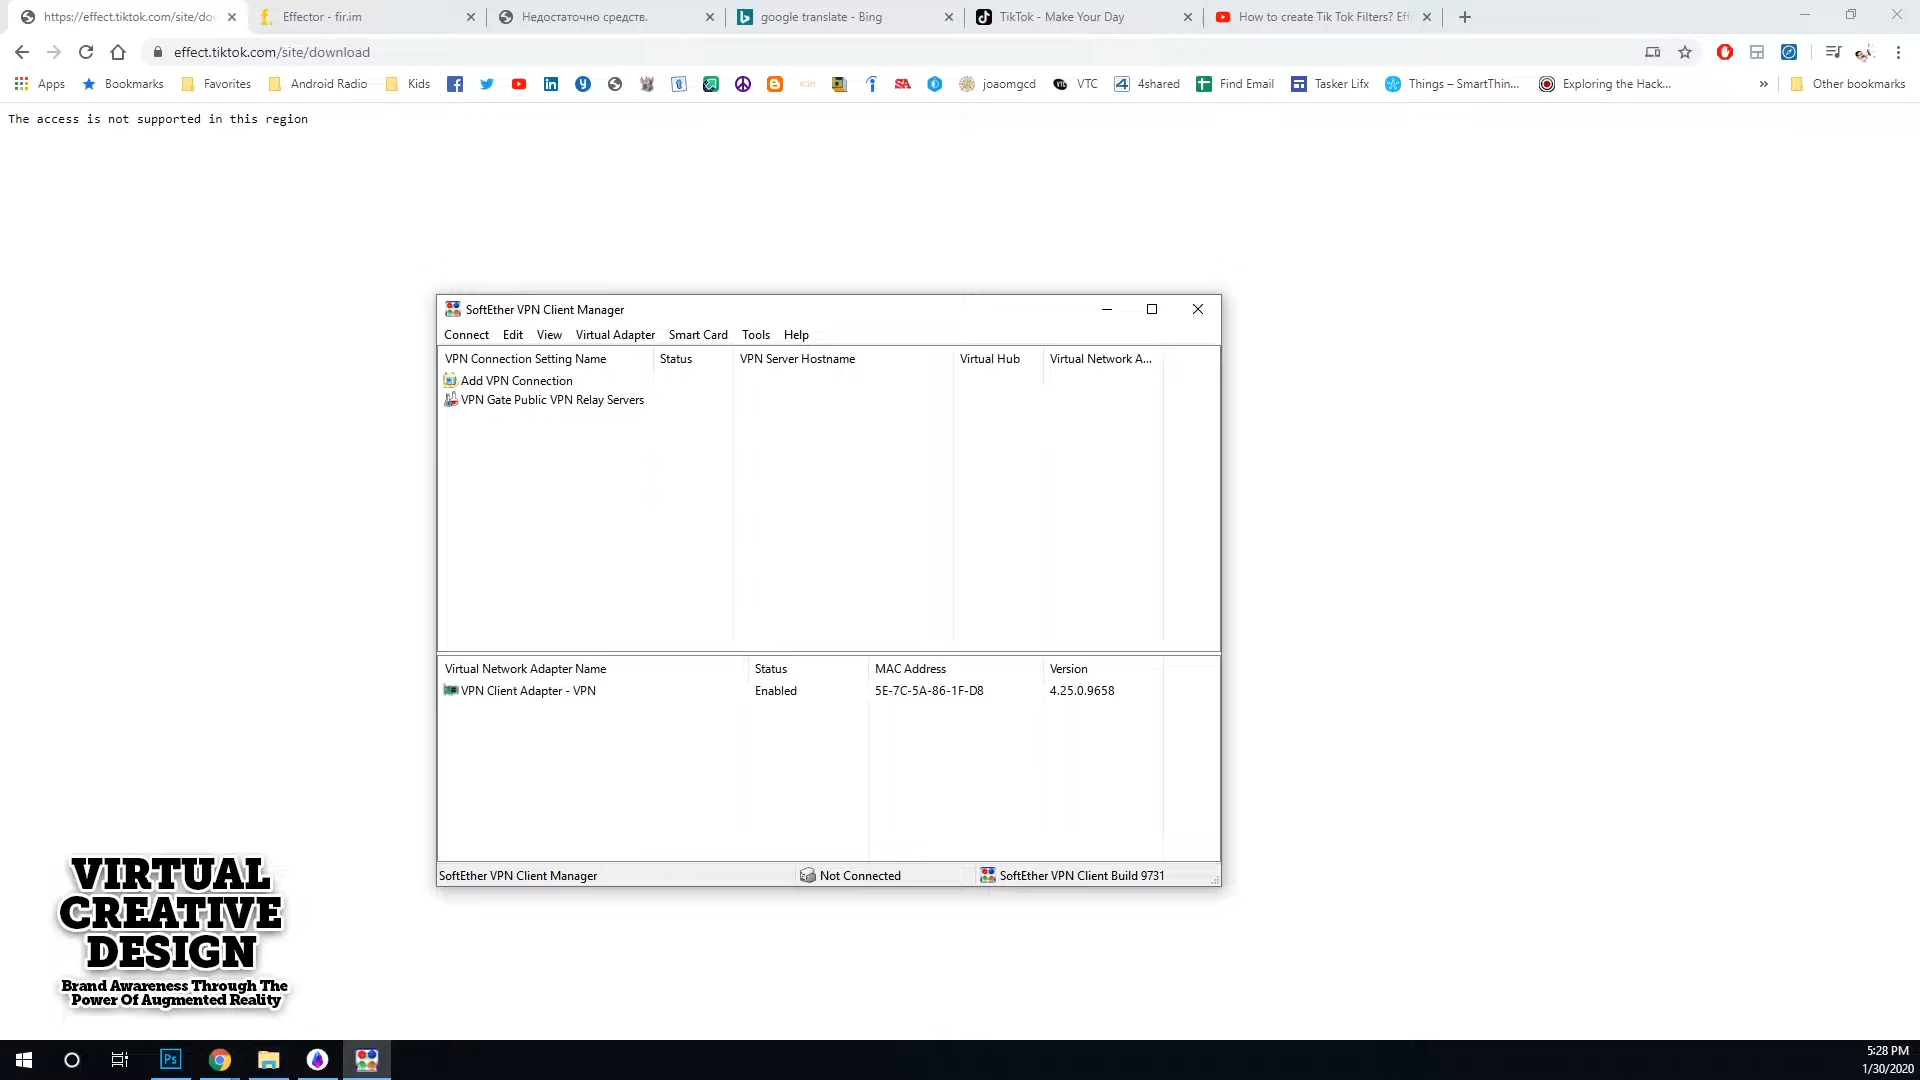 https://effect.tiktok.com/site/do
Effector - fir.im
Недостаточно средств.
google translate - Bing
TikTok - Make Your Day
How to create Tik Tok Filters? Eff
effect.tiktok.com/site/download
Apps
Bookmarks
Favorites
Android Radio
Kids
joaomgcd
VTC
4shared
Find Email
Tasker Lifx
Things – SmartThin...
Exploring the Hack...
Other bookmarks
The access is not supported in this region
SoftEther VPN Client Manager
Connect Edit View Virtual Adapter Smart Card Tools Help
VPN Connection Setting Name Status VPN Server Hostname Virtual Hub Virtual Network A...
Add VPN Connection
VPN Gate Public VPN Relay Servers
Virtual Network Adapter Name Status MAC Address Version
VPN Client Adapter - VPN Enabled 5E-7C-5A-86-1F-D8 4.25.0.9658
SoftEther VPN Client Manager Not Connected SoftEther VPN Client Build 9731
VIRTUAL
CREATIVE
DESIGN
Brand Awareness Through The
Power Of Augmented Reality
Ps
5:28 PM
1/30/2020